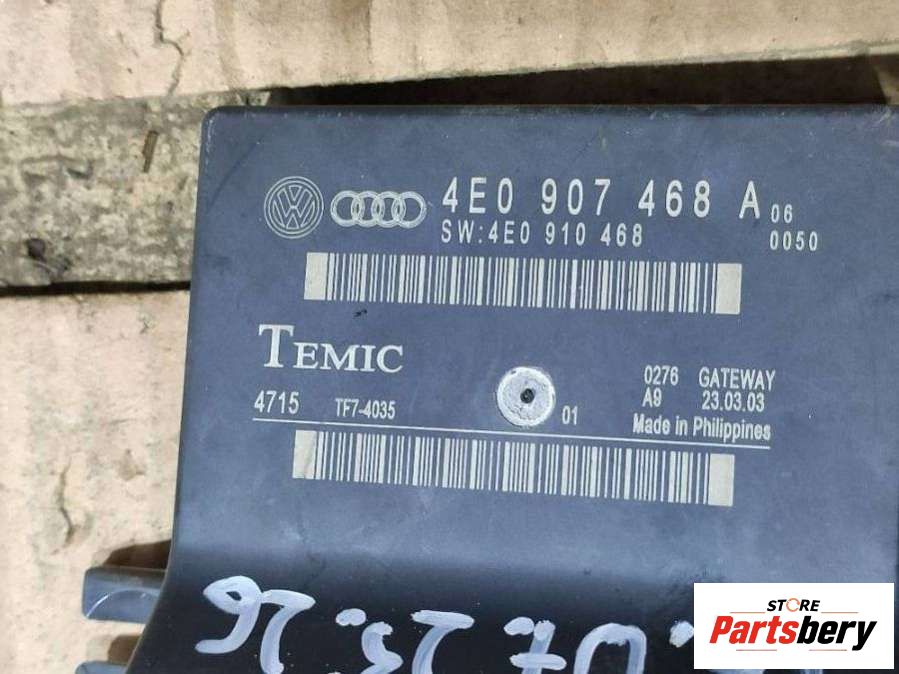 4E0 907 468 A 06
SW:4E0 910 468 0050
TEMIC
0276 GATEWAY
4715 TF7-4035 01 A9 23.03.03
Made in Philippines
STORE
Partsbery